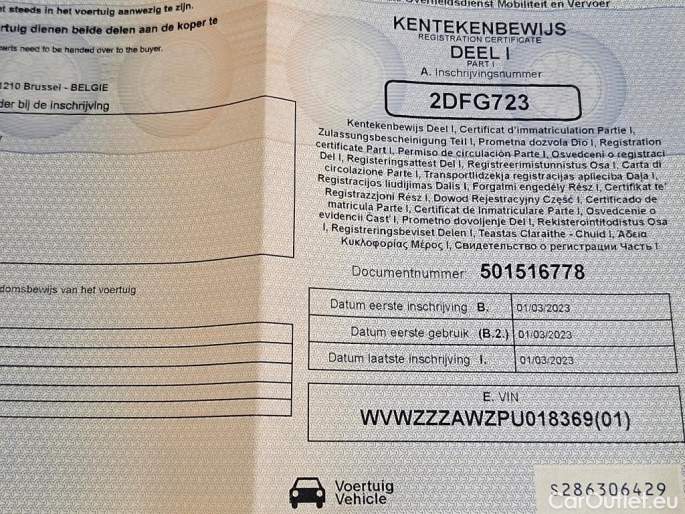 t steeds in het voertuig aanwezig te zijn.
rtuig dienen beide delen aan de koper te
erts need to be handed over to the buyer.
1210 Brussel - BELGIE
der bij de inschrijving
domsbewijs van het voertuig
Overheidsdienst Mobiliteit en Vervoer
KENTEKENBEWIJS
REGISTRATION CERTIFICATE
DEEL I
PART I
A. Inschrijvingsnummer
2DFG723
Kentekenbewijs Deel I, Certificat d'immatriculation Partie I,
Zulassungsbescheinigung Teil I, Prometna dozvola Dio I, Registration
certificate Part I, Permiso de circulación Parte I, Osvedcení o registraci
Del I, Registeringsattest Del I, Registreerimistunnistus Osa I, Carta di
circolazione Parte I, Transportlidzekļa registracijas aplieciba Daļa I,
Registracijos liudijimas Dalis I, Forgalmi engedély Rész I, Certifikat te'
Registrazzjoni Rész I, Dowod Rejestracyjny Część I, Certificado de
matricula Parte I, Certificat de Inmatriculare Parte I, Osvedcenie o
evidencii Časť I, Prometno dovoljenje Del I, Rekisterointitodistus Osa
I, Registreringsbeviset Delen I, Teastas Claraithe - Chuid I, Άδεια
Κυκλοφορίας Μέρος I, Свидетельство о регистрации Часть I
Documentnummer 501516778
Datum eerste inschrijving B. 01/03/2023
Datum eerste gebruik (B.2.) 01/03/2023
Datum laatste inschrijving I. 01/03/2023
E. VIN
WVWZZZAWZPU018369(01)
Voertuig
Vehicle
S286306429
CarOutlet.eu